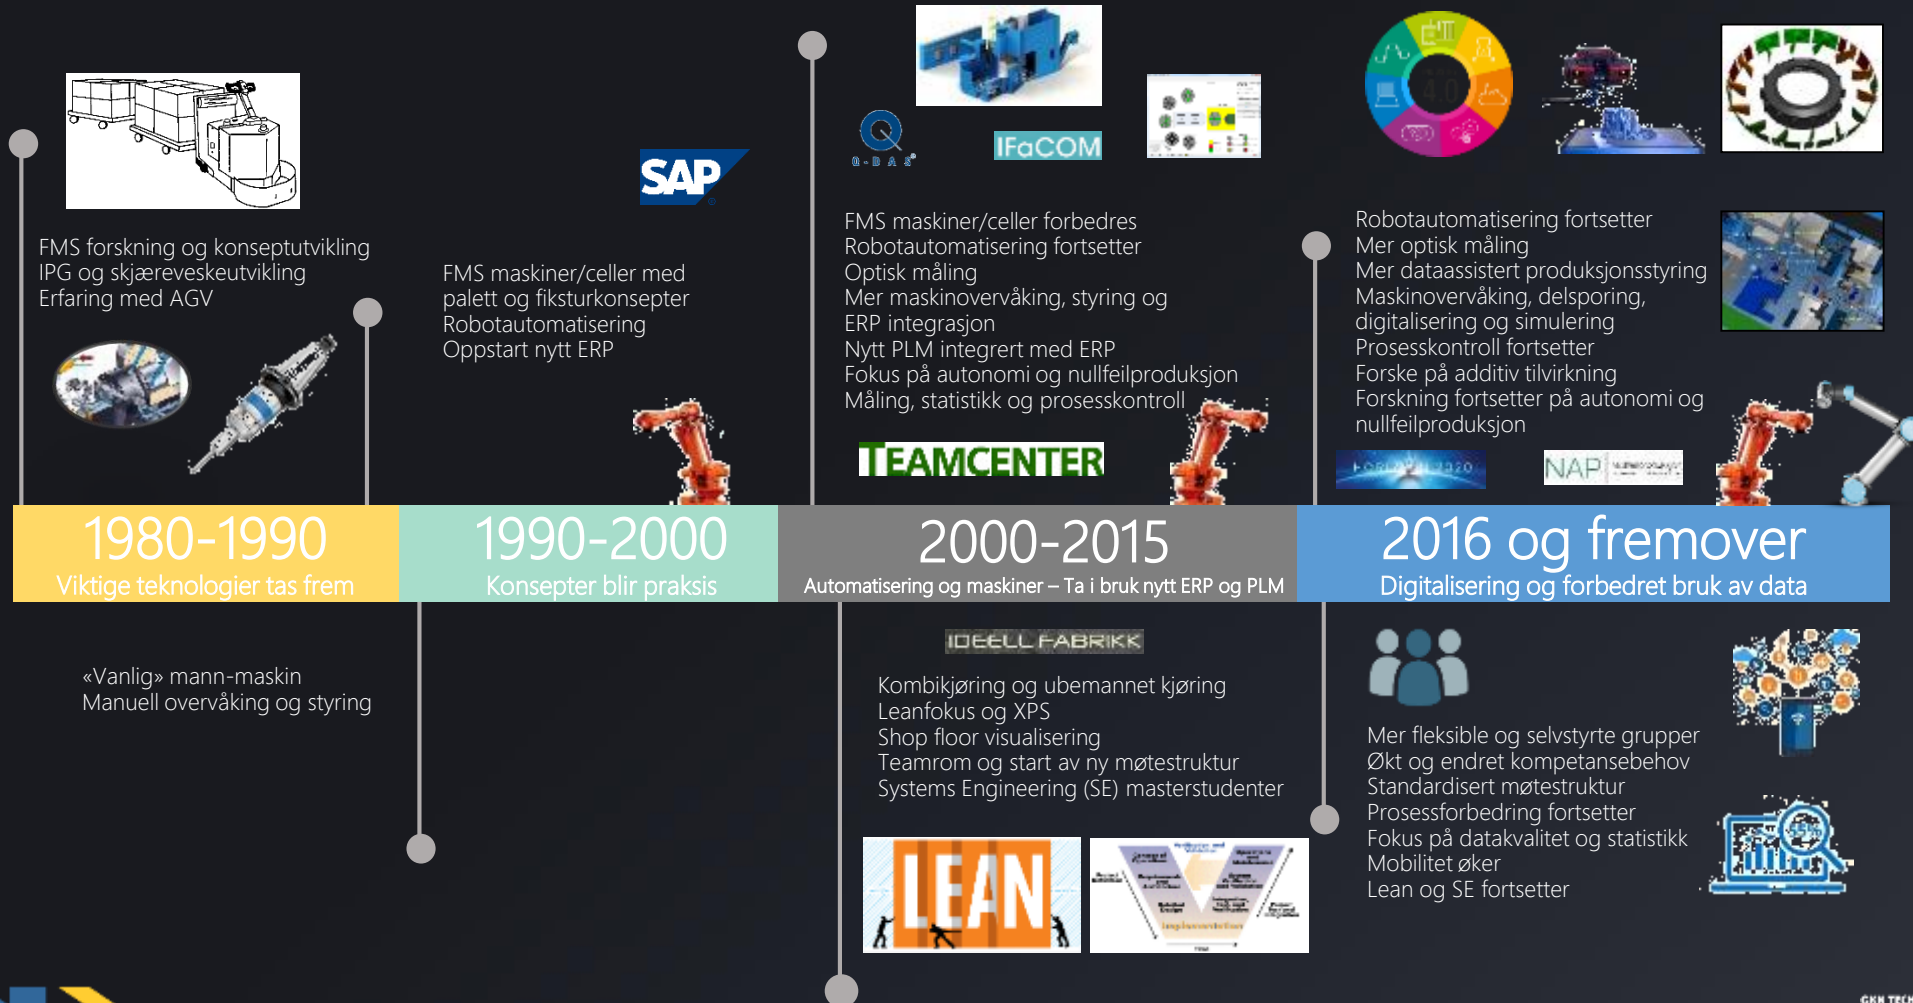 FMS forskning og konseptutvikling
IPG og skjæreveskeutvikling
Erfaring med AGV
SAP
FMS maskiner/celler med
palett og fiksturkonsepter
Robotautomatisering
Oppstart nytt ERP
Q-DAS
IFaCOM
FMS maskiner/celler forbedres
Robotautomatisering fortsetter
Optisk måling
Mer maskinovervåking, styring og
ERP integrasjon
Nytt PLM integrert med ERP
Fokus på autonomi og nullfeilproduksjon
Måling, statistikk og prosesskontroll
TEAMCENTER
4.0
Robotautomatisering fortsetter
Mer optisk måling
Mer dataassistert produksjonsstyring
Maskinovervåking, delsporing,
digitalisering og simulering
Prosesskontroll fortsetter
Forske på additiv tilvirkning
Forskning fortsetter på autonomi og
nullfeilproduksjon
HORIZON 2020
NAP
1980-1990
Viktige teknologier tas frem
1990-2000
Konsepter blir praksis
2000-2015
Automatisering og maskiner – Ta i bruk nytt ERP og PLM
2016 og fremover
Digitalisering og forbedret bruk av data
«Vanlig» mann-maskin
Manuell overvåking og styring
IDEELL FABRIKK
Kombikjøring og ubemannet kjøring
Leanfokus og XPS
Shop floor visualisering
Teamrom og start av ny møtestruktur
Systems Engineering (SE) masterstudenter
LEAN
Implementation
Mer fleksible og selvstyrte grupper
Økt og endret kompetansebehov
Standardisert møtestruktur
Prosessforbedring fortsetter
Fokus på datakvalitet og statistikk
Mobilitet øker
Lean og SE fortsetter
GKN TECH